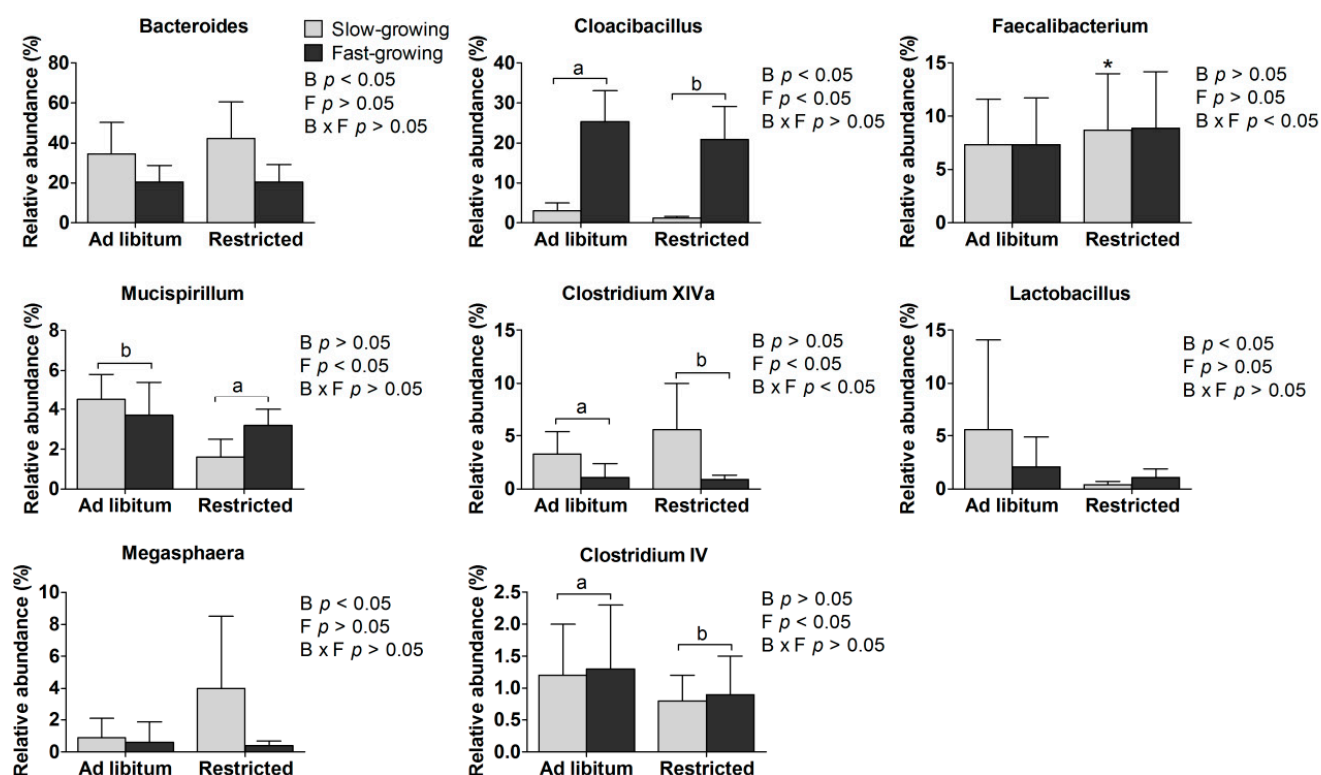 Bacteroides
Relative abundance (%)
80
60
40
20
0
Ad libitum Restricted
Slow-growing
Fast-growing
B p < 0.05
F p > 0.05
B x F p > 0.05
Cloacibacillus
Relative abundance (%)
40
30
20
10
0
a
b
Ad libitum Restricted
B p < 0.05
F p < 0.05
B x F p > 0.05
Faecalibacterium
Relative abundance (%)
15
10
5
0
*
Ad libitum Restricted
B p > 0.05
F p > 0.05
B x F p < 0.05
Mucispirillum
Relative abundance (%)
8
6
4
2
0
b
a
Ad libitum Restricted
B p > 0.05
F p < 0.05
B x F p > 0.05
Clostridium XIVa
Relative abundance (%)
15
10
5
0
a
b
Ad libitum Restricted
B p > 0.05
F p < 0.05
B x F p < 0.05
Lactobacillus
Relative abundance (%)
15
10
5
0
Ad libitum Restricted
B p < 0.05
F p > 0.05
B x F p > 0.05
Megasphaera
Relative abundance (%)
10
8
6
4
2
0
Ad libitum Restricted
B p < 0.05
F p > 0.05
B x F p > 0.05
Clostridium IV
Relative abundance (%)
2.5
2.0
1.5
1.0
0.5
0.0
a
b
Ad libitum Restricted
B p > 0.05
F p < 0.05
B x F p > 0.05